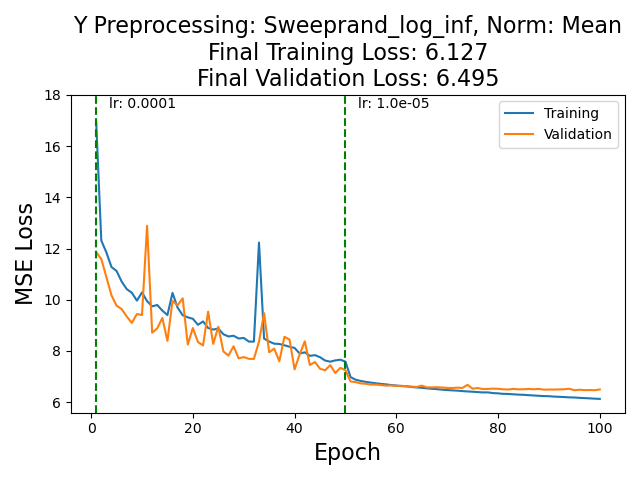 Y Preprocessing: Sweeprand_log_inf, Norm: Mean
Final Training Loss: 6.127
Final Validation Loss: 6.495
lr: 0.0001
lr: 1.0e-05
Training
Validation
MSE Loss
18
16
14
12
10
8
6
0
20
40
60
80
100
Epoch